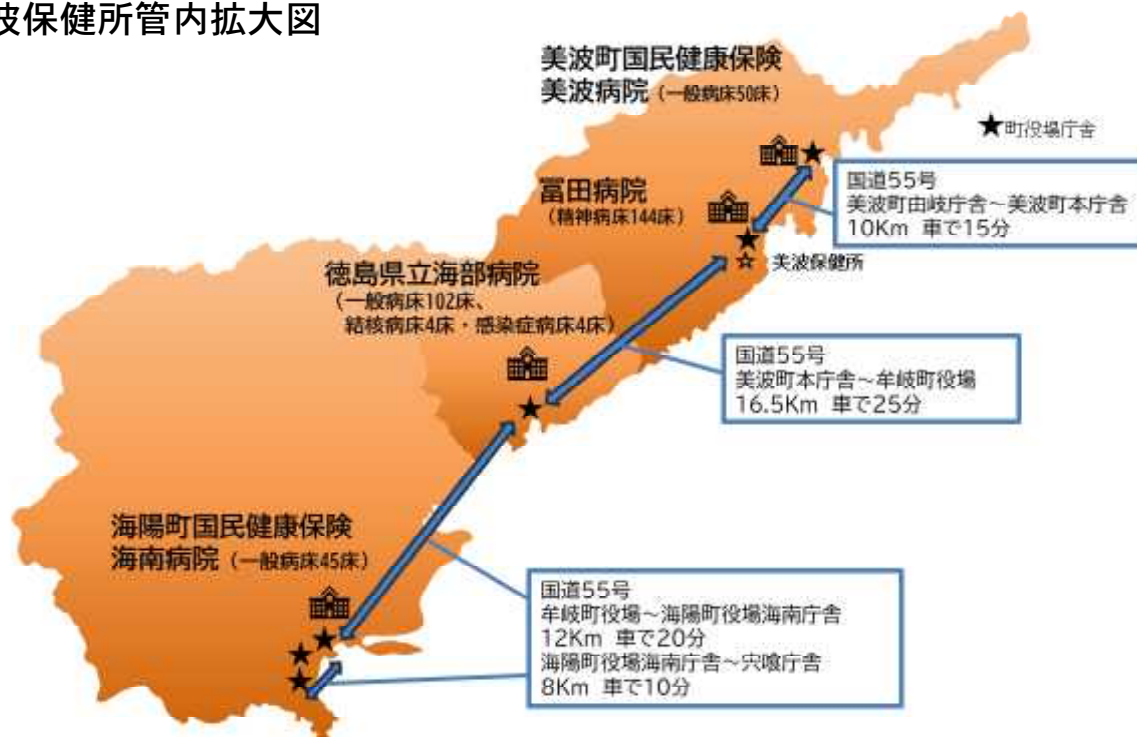 波保健所管内拡大図
美波町国民健康保険
美波病院（一般病床50床）
★町役場庁舎
国道55号
美波町由岐庁舎～美波町本庁舎
10Km 車で15分
冨田病院
（精神病床144床）
☆ 美波保健所
徳島県立海部病院
（一般病床102床、
結核病床4床・感染症病床4床）
国道55号
美波町本庁舎～牟岐町役場
16.5Km 車で25分
海陽町国民健康保険
海南病院（一般病床45床）
国道55号
牟岐町役場～海陽町役場海南庁舎
12Km 車で20分
海陽町役場海南庁舎～宍喰庁舎
8Km 車で10分